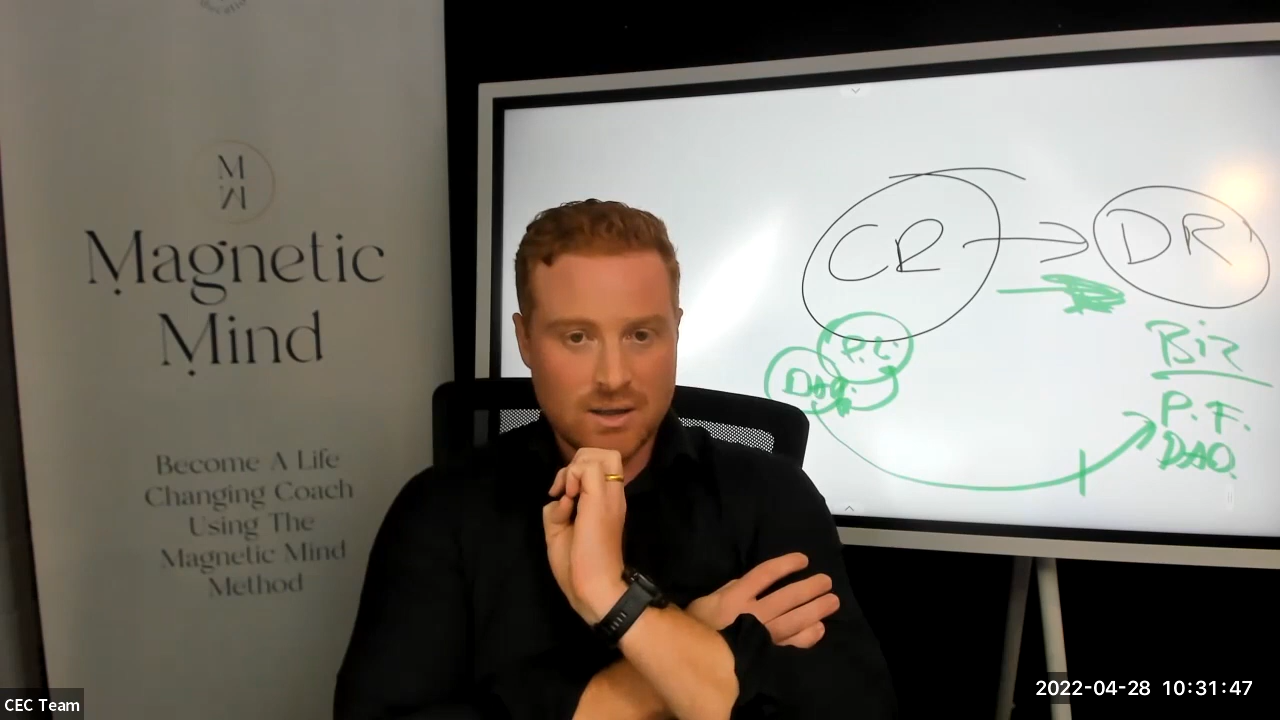 Magnetic
Mind
Become A Life
Changing Coach
Using The
Magnetic Mind
Method
CR
DR
Biz
P.F.
DAO.
CEC Team
2022-04-28 10:31:47